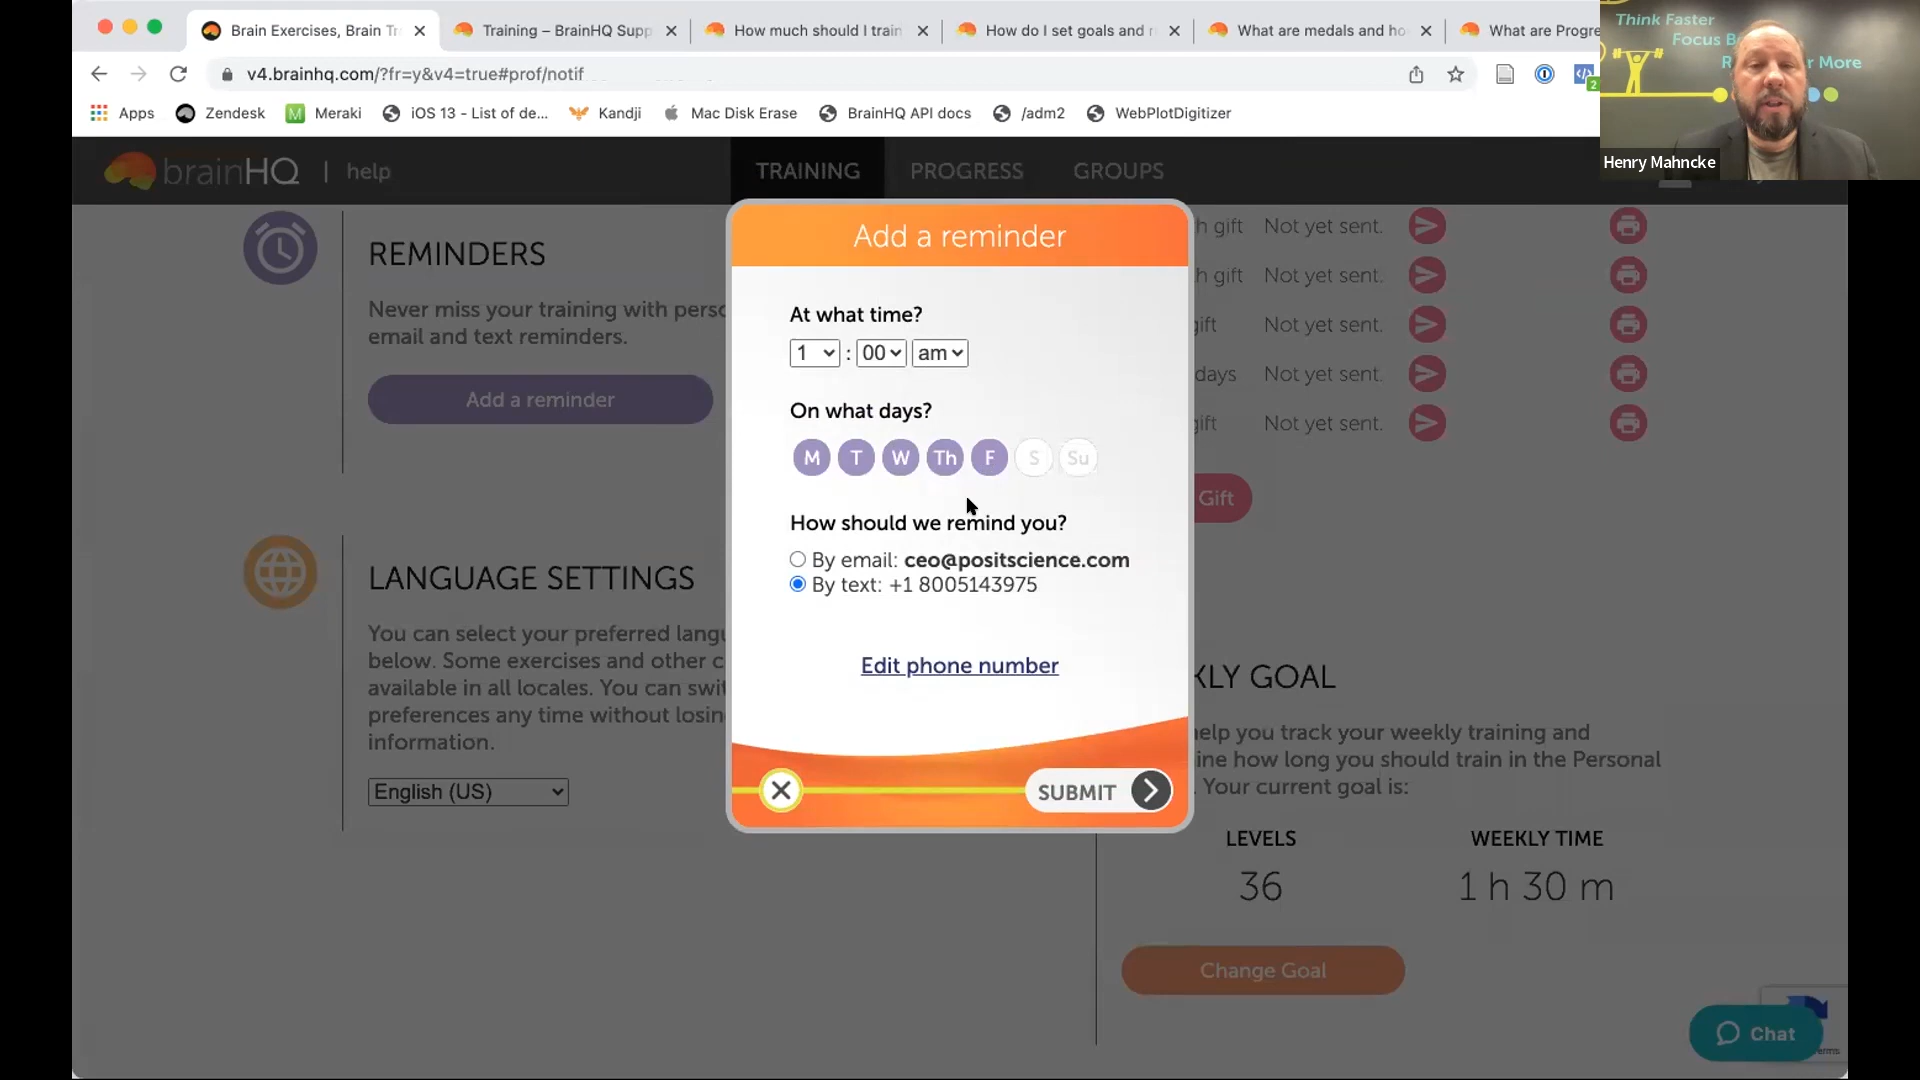 Brain Exercises, Brain Tr
Training – BrainHQ Supp
How much should I train
How do I set goals and r
What are medals and ho
What are Progre
v4.brainhq.com/?fr=y&v4=true#prof/notif
Apps
Zendesk
Meraki
iOS 13 - List of de...
Kandji
Mac Disk Erase
BrainHQ API docs
/adm2
WebPlotDigitizer
2
Think Faster
Focus B
r More
Henry Mahncke
brainHQ | help
TRAINING
PROGRESS
GROUPS
REMINDERS
Never miss your training with perso
email and text reminders.
Add a reminder
LANGUAGE SETTINGS
You can select your preferred langu
below. Some exercises and other c
available in all locales. You can swit
preferences any time without losin
information.
English (US)
Add a reminder
At what time?
1 : 00 am
On what days?
M T W Th F S Su
How should we remind you?
By email: ceo@positscience.com
By text: +1 8005143975
Edit phone number
SUBMIT
h gift Not yet sent.
h gift Not yet sent.
gift Not yet sent.
days Not yet sent.
gift Not yet sent.
Gift
KLY GOAL
help you track your weekly training and
ine how long you should train in the Personal
. Your current goal is:
LEVELS
WEEKLY TIME
36
1 h 30 m
Change Goal
Chat